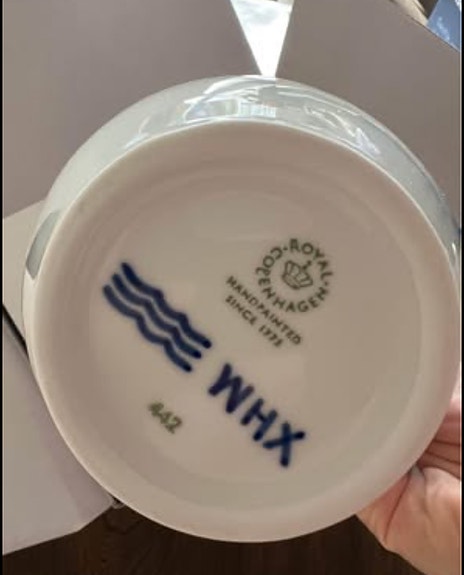 ROYAL COPENHAGEN
HANDPAINTED
SINCE 1775
WHX
442